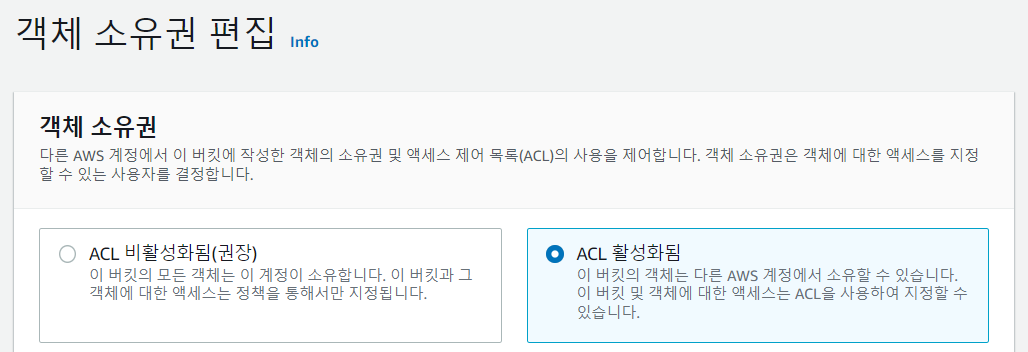 객체 소유권 편집 Info
객체 소유권
다른 AWS 계정에서 이 버킷에 작성한 객체의 소유권 및 액세스 제어 목록(ACL)의 사용을 제어합니다. 객체 소유권은 객체에 대한 액세스를 지정
할 수 있는 사용자를 결정합니다.
ACL 비활성화됨(권장)
이 버킷의 모든 객체는 이 계정이 소유합니다. 이 버킷과 그
객체에 대한 액세스는 정책을 통해서만 지정됩니다.
ACL 활성화됨
이 버킷의 객체는 다른 AWS 계정에서 소유할 수 있습니다.
이 버킷 및 객체에 대한 액세스는 ACL을 사용하여 지정할 수
있습니다.